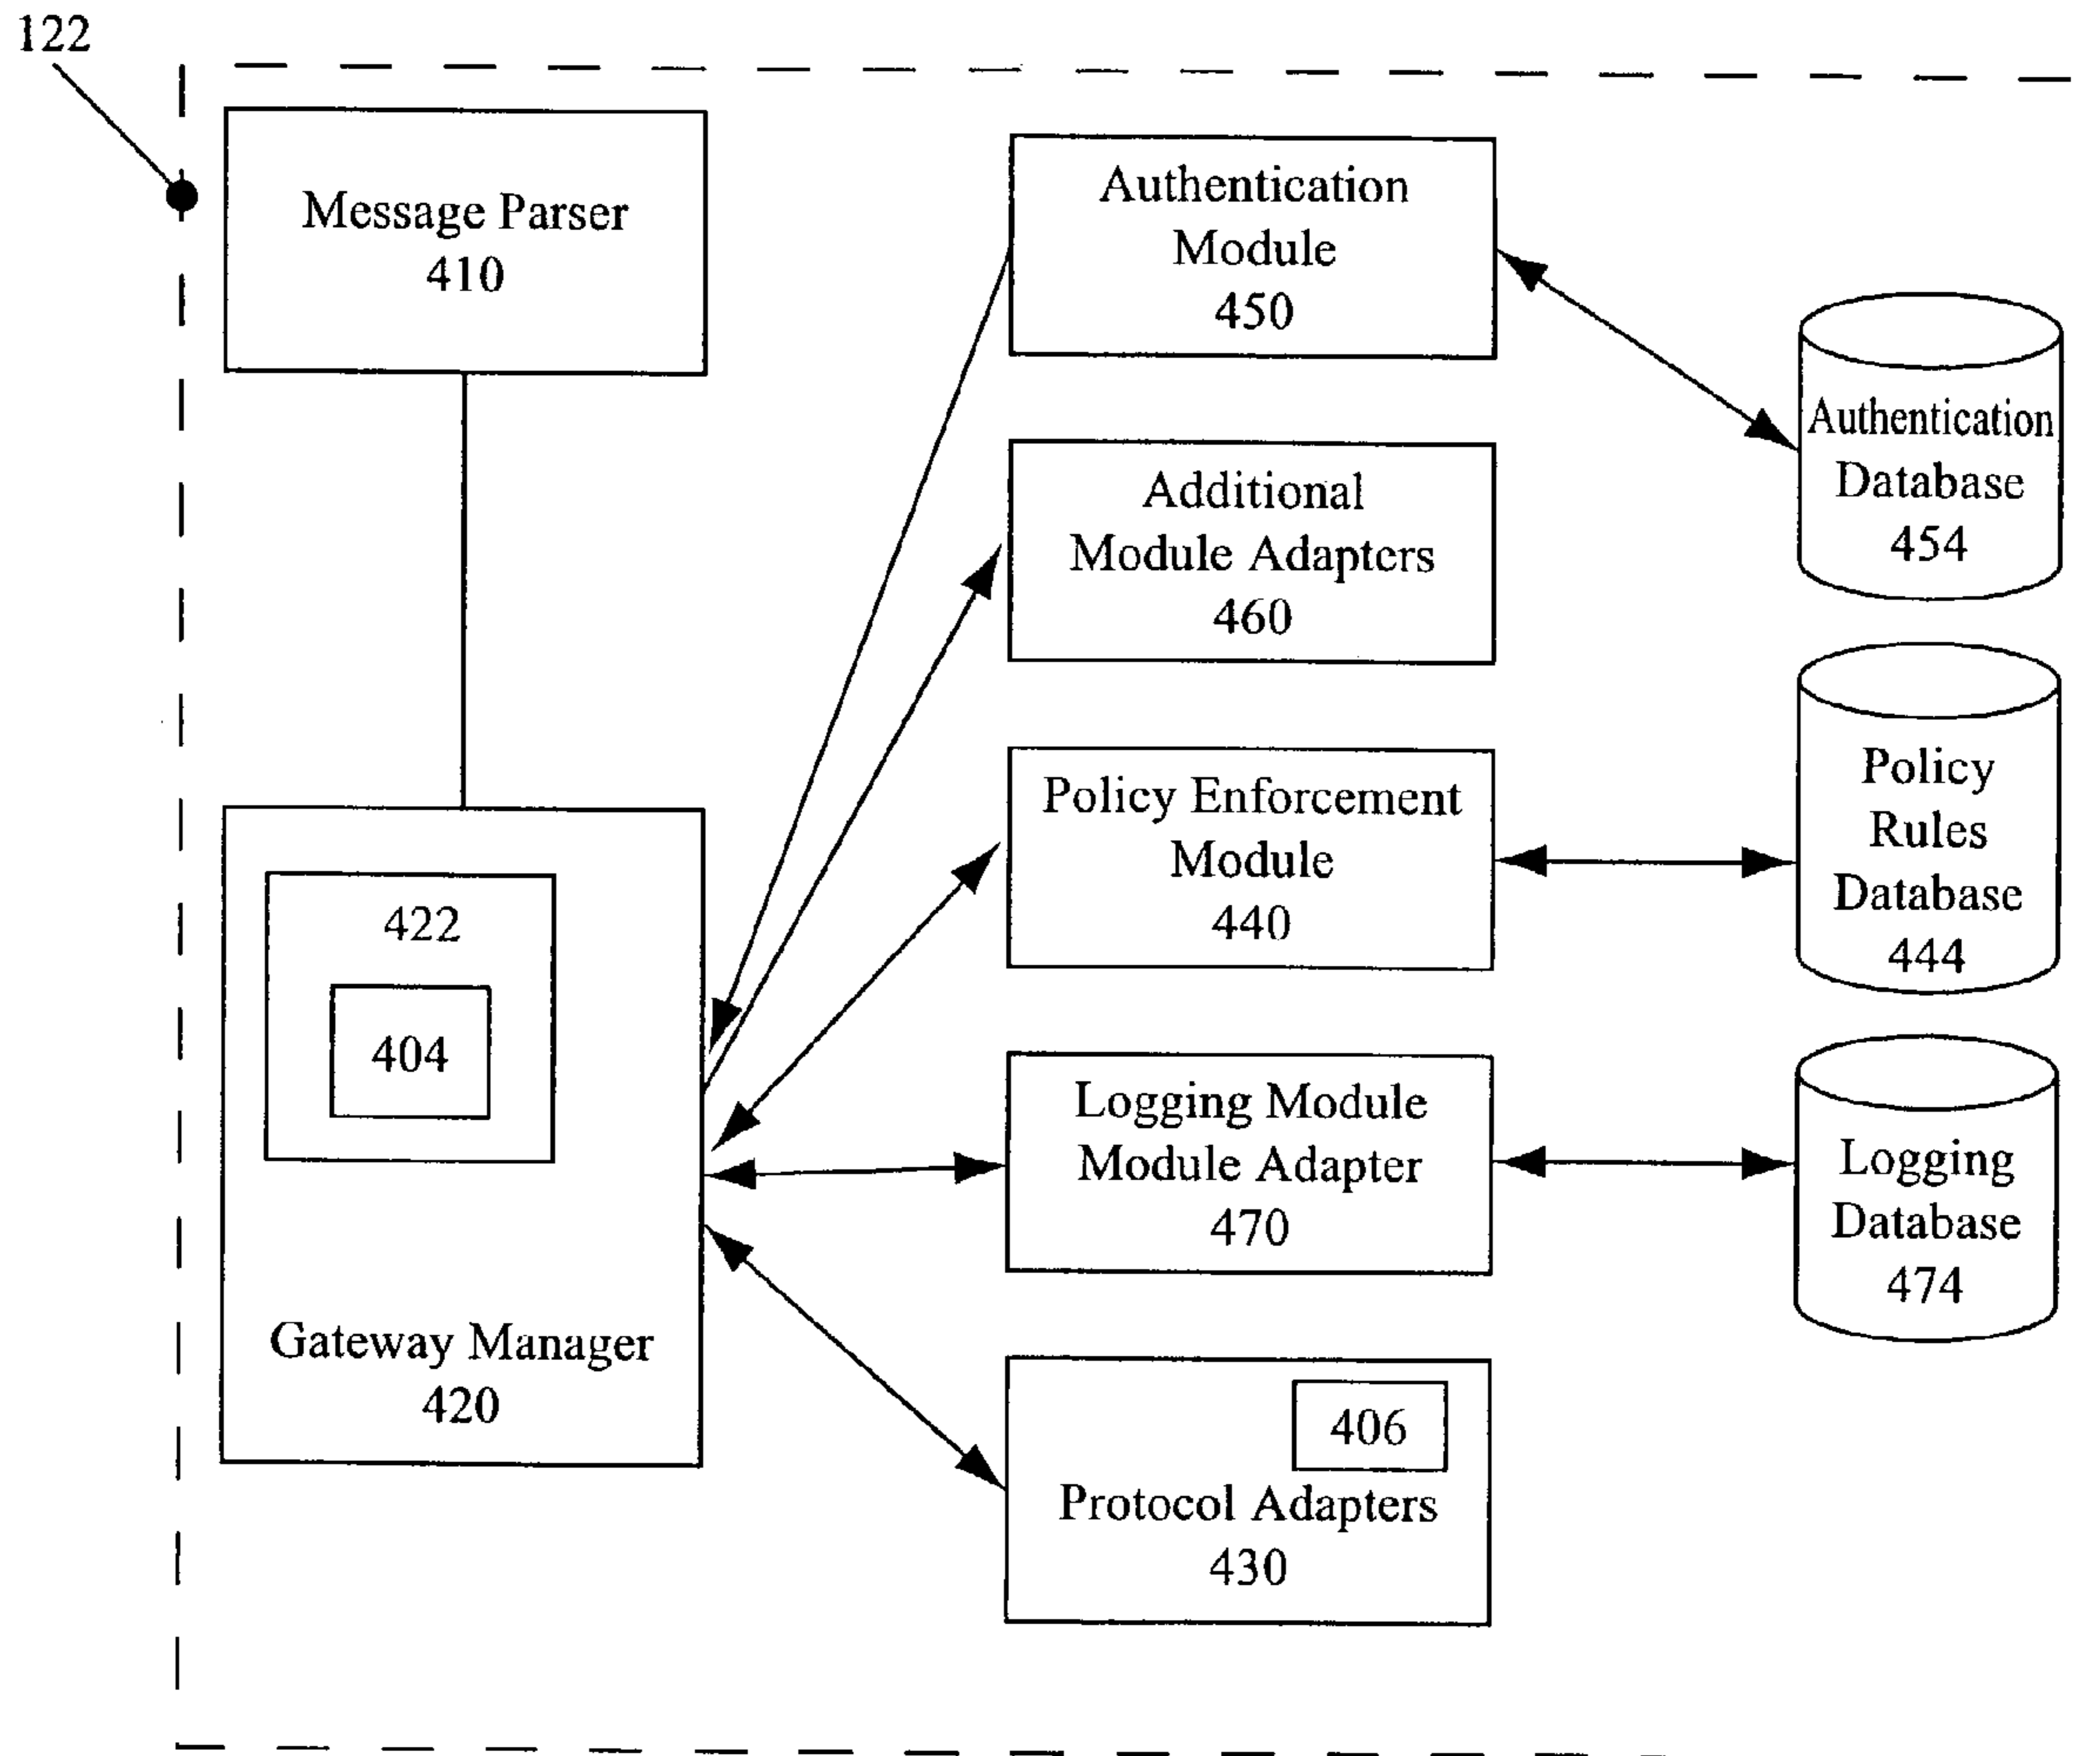 122
Message Parser
410
Authentication
Module
450
Authentication
Database
454
Additional
Module Adapters
460
Policy Enforcement
Module
440
Policy
Rules
Database
444
422
404
Gateway Manager
420
Logging Module
Module Adapter
470
Logging
Database
474
406
Protocol Adapters
430